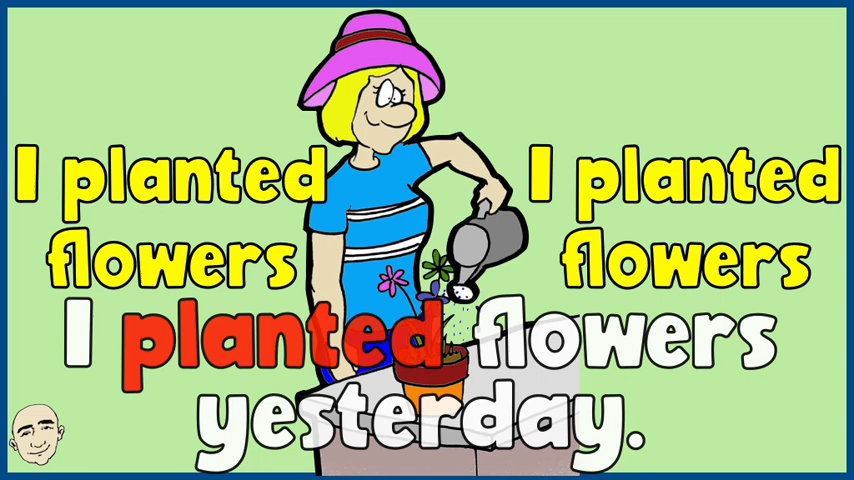 I planted
flowers
I planted
flowers
I planted flowers
yesterday.